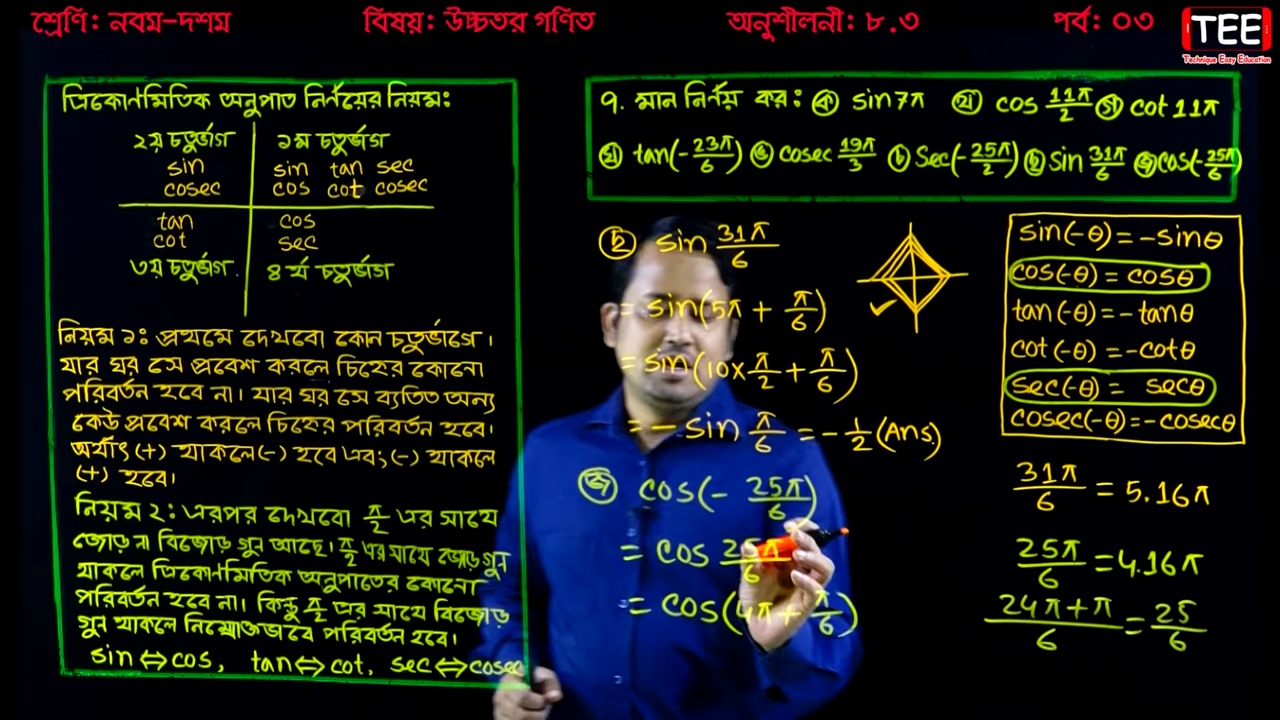 শ্রেণি: নবম-দশম বিষয়: উচ্চতর গণিত অনুশীলনী: ৮.৩ পর্ব: ০৩
TEE
Technique Easy Education
ত্রিকোণমিতিক অনুপাত নির্ণয়ের নিয়ম:
২য় চতুর্ভাগ ১ম চতুর্ভাগ
sin sin tan sec
cosec cos cot cosec
tan cos
cot sec
৩য় চতুর্ভাগ. ৪র্থ চতুর্ভাগ
নিয়ম ১: প্রথমে দেখবো কোন চতুর্ভাগে।
যার ঘর সে প্রবেশ করলে চিহ্নের কোনো
পরিবর্তন হবে না। যার ঘর সে ব্যতিত অন্য
কেউ প্রবেশ করলে চিহ্নের পরিবর্তন হবে।
অর্থাৎ (+) থাকলে (-) হবে এবং (-) থাকলে
(+) হবে।
নিয়ম ২: এরপর দেখবো π/2 এর সাথে
জোড় না বিজোড় গুন আছে। π/2 এর সাথে জোড় গুন
থাকলে ত্রিকোণমিতিক অনুপাতের কোনো
পরিবর্তন হবে না। কিন্তু π/2 এর সাথে বিজোড়
গুন থাকলে নিম্নোক্তভাবে পরিবর্তন হবে।
sin ⇔ cos, tan ⇔ cot, sec ⇔ cosec
৭. মান নির্ণয় কর: ক sin 7π খ cos 11π/2 গ cot 11π
ঘ tan(-23π/6) ঙ cosec 19π/3 চ Sec(-25π/2) ছ sin 31π/6 জ cos(-25π/6)
sin 31π/6
= sin(5π + π/6)
= sin(10×π/2 + π/6)
= - sin π/6 = - 1/2 (Ans.)
জ cos(- 25π/6)
= cos 25π/6
= cos(4π + π/6)
sin(-θ) = -sinθ
cos(-θ) = cosθ
tan(-θ) = -tanθ
cot(-θ) = -cotθ
sec(-θ) = secθ
cosec(-θ) = -cosecθ
31π/6 = 5.16π
25π/6 = 4.16π
24π+π/6 = 25/6